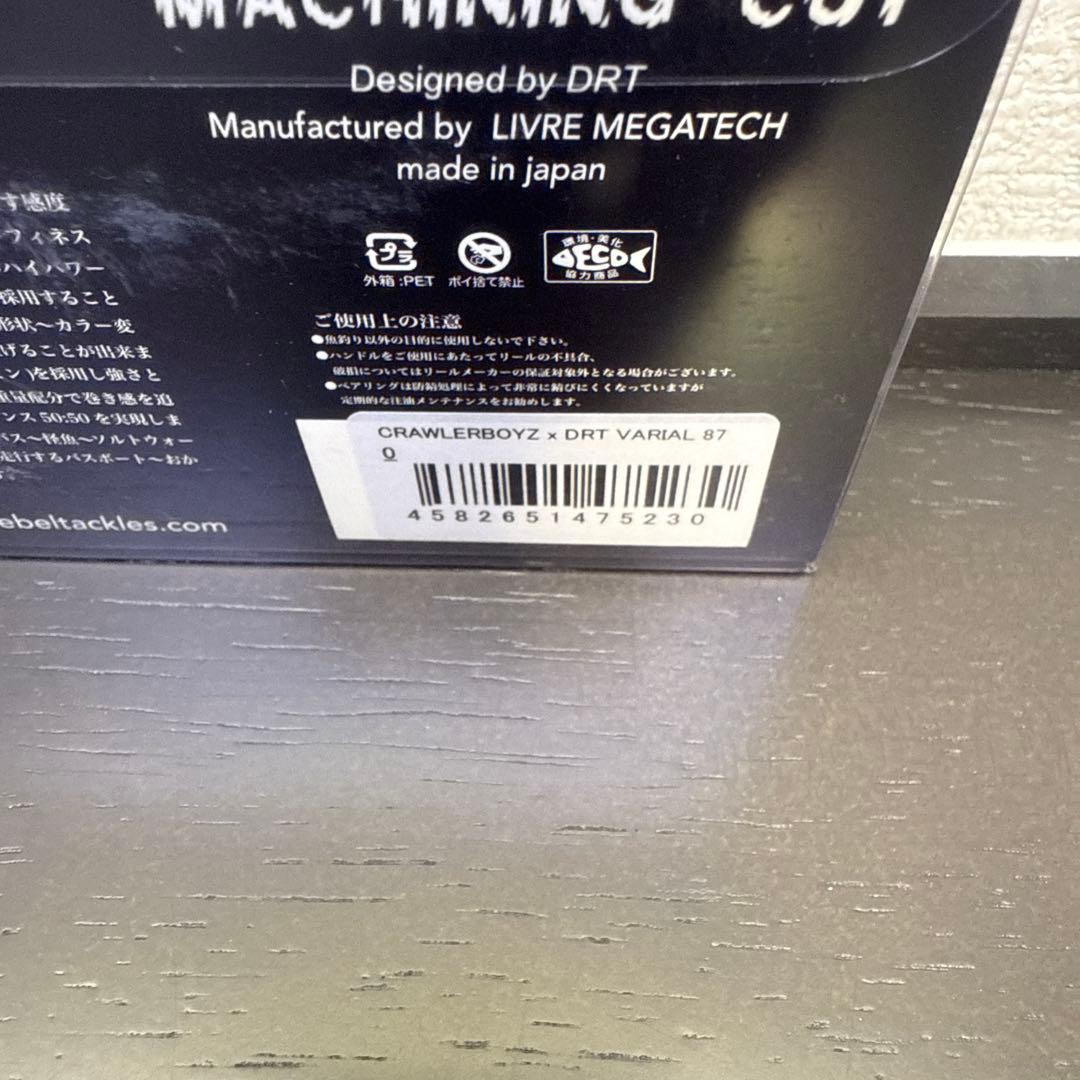 MACHINING CUT
Designed by DRT
Manufactured by LIVRE MEGATECH
made in japan
す感度
フィネス
ハイパワー
採用すること
形状〜カラー変
げることが出来ま
ン)を採用し強さと
重量配分で巻き感を追
ンス50:50を実現しま
バス〜怪魚〜ソルトウォー
走行するパスポート〜おか
す。
ebeltackles.com
プラ
外箱:PET
ポイ捨て禁止
環境・美化
ECO
協力商品
ご使用上の注意
●魚釣り以外の目的に使用しないで下さい。
●ハンドルをご使用にあたってリールの不具合、
破損についてはリールメーカーの保証対象外となる場合がございます。
●ベアリングは防錆処理によって非常に錆びにくくなっていますが
定期的な注油メンテナンスをお勧めします。
CRAWLERBOYZ x DRT VARIAL 87
0
4582651475230